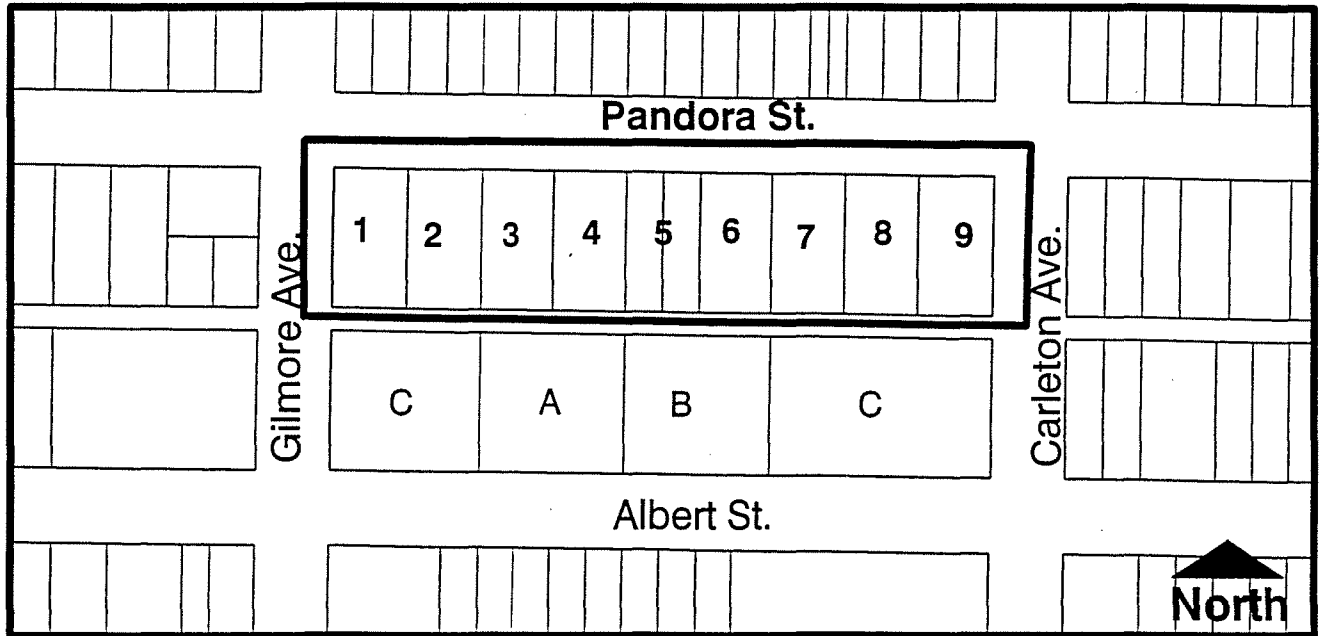 Pandora St.
1 2 3 4 5 6 7 8 9
Gilmore Ave.
Carleton Ave.
C A B C
Albert St.
North